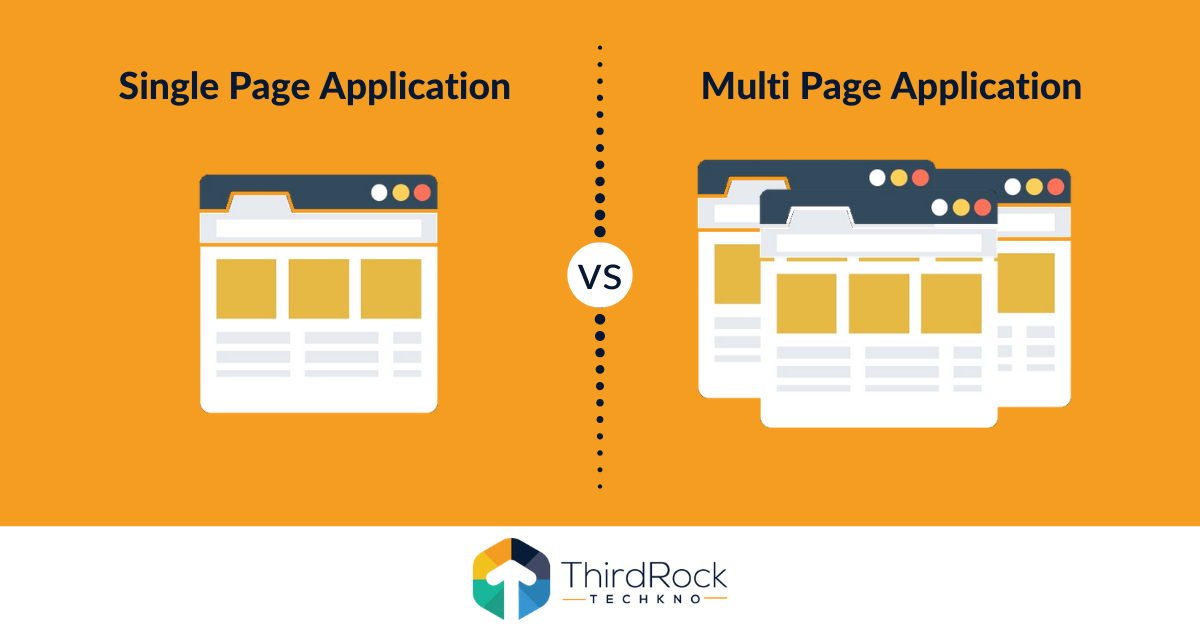 Single Page Application
Multi Page Application
VS
ThirdRock
TECHKNO